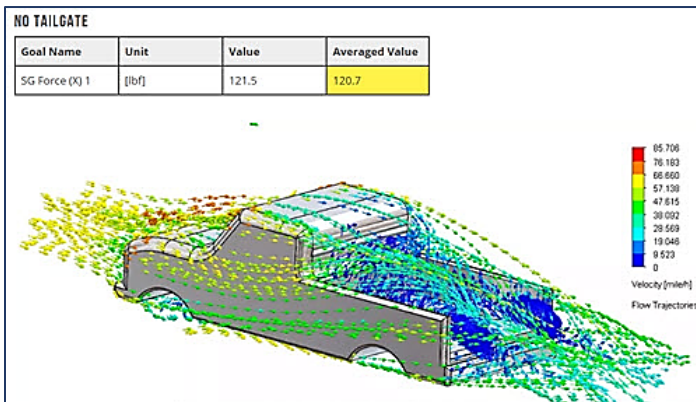 NO TAILGATE
Goal Name Unit Value Averaged Value
SG Force (X) 1 [lbf] 121.5 120.7
85.706
76.183
66.660
57.138
47.615
38.092
28.569
19.046
9.523
0
Velocity [mile/h]
Flow Trajectories